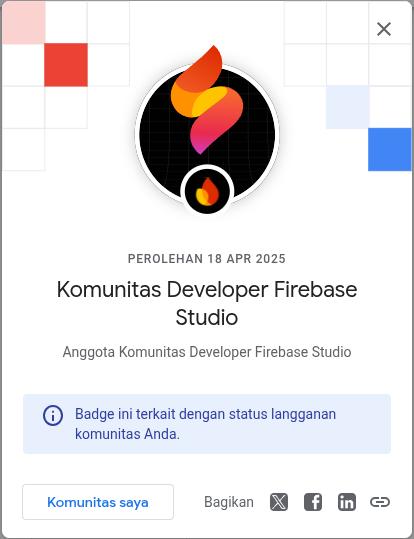 PEROLEHAN 18 APR 2025
Komunitas Developer Firebase
Studio
Anggota Komunitas Developer Firebase Studio
Badge ini terkait dengan status langganan
komunitas Anda.
Komunitas saya
Bagikan